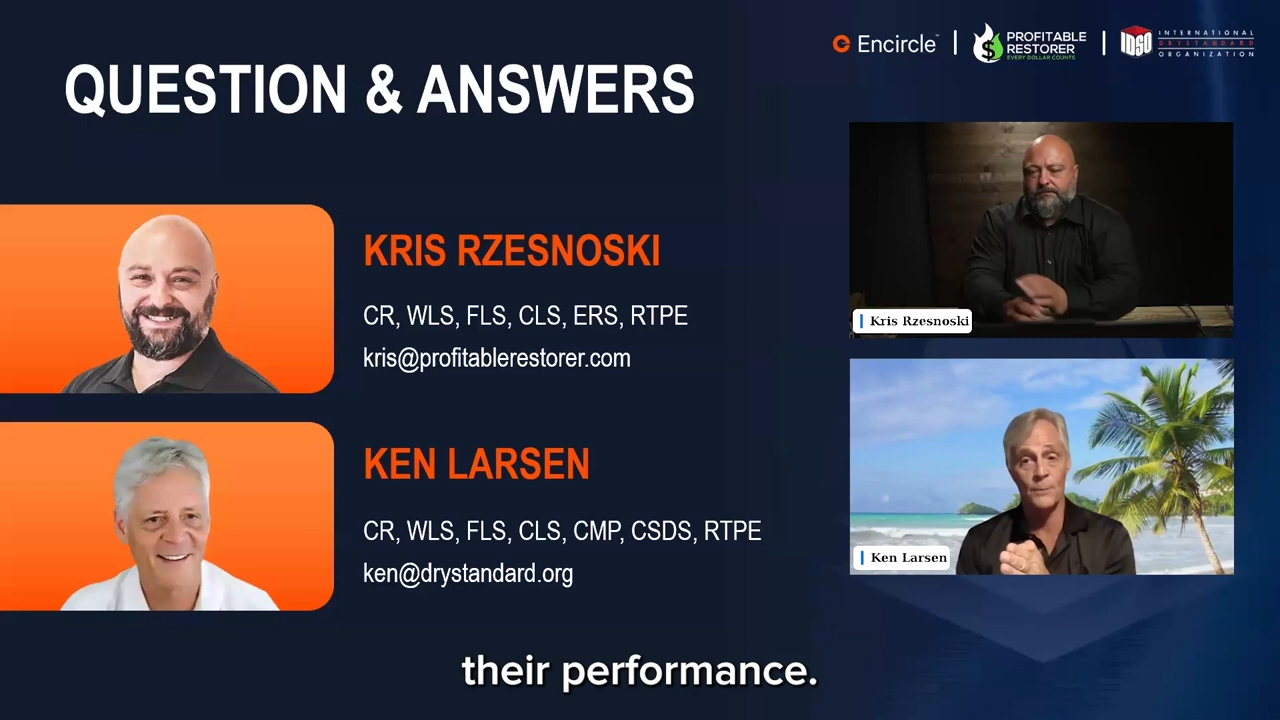 Encircle
PROFITABLE
RESTORER
EVERY DOLLAR COUNTS
$
IDSO
INTERNATIONAL
DRYSTANDARD
ORGANIZATION
QUESTION & ANSWERS
KRIS RZESNOSKI
CR, WLS, FLS, CLS, ERS, RTPE
kris@profitablerestorer.com
Kris Rzesnoski
KEN LARSEN
CR, WLS, FLS, CLS, CMP, CSDS, RTPE
ken@drystandard.org
Ken Larsen
their performance.